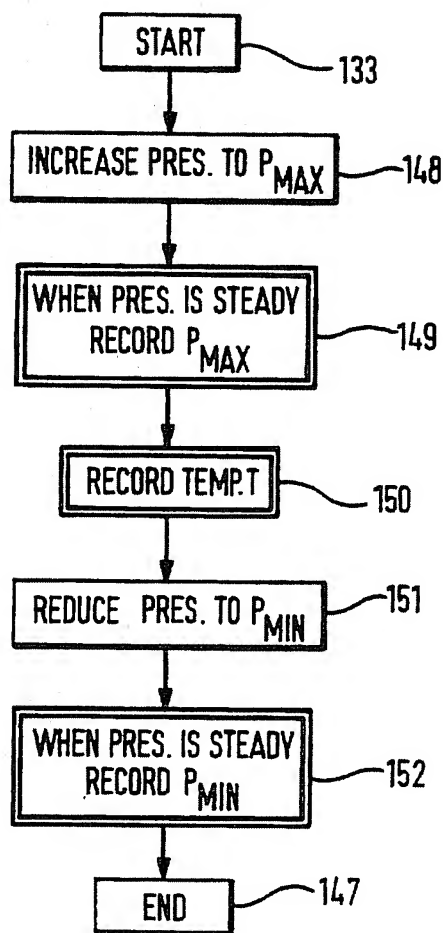 START
133
INCREASE PRES. TO PMAX
148
WHEN PRES. IS STEADY
RECORD PMAX
149
RECORD TEMP. T
150
REDUCE PRES. TO PMIN
151
WHEN PRES. IS STEADY
RECORD PMIN
152
END
147